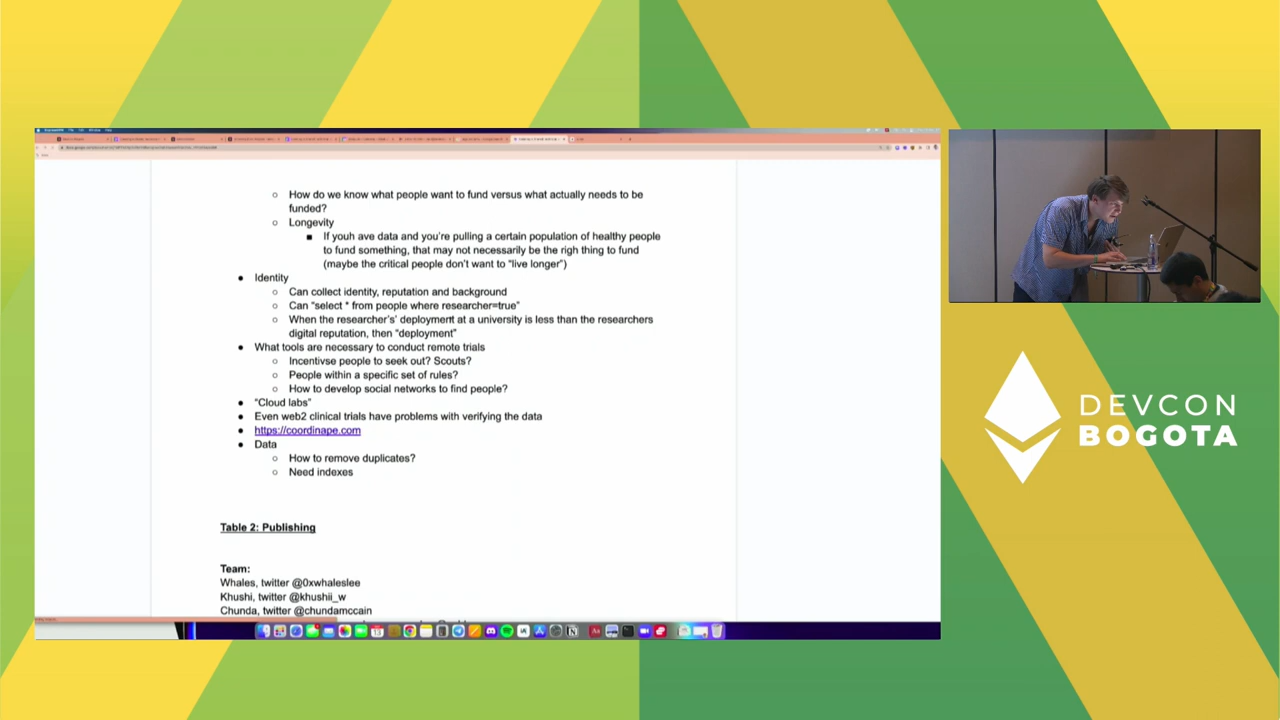 How do we know what people want to fund versus what actually needs to be
funded?
Longevity
If youh ave data and you're pulling a certain population of healthy people
to fund something, that may not necessarily be the righ thing to fund
(maybe the critical people don't want to "live longer")
Identity
Can collect identity, reputation and background
Can "select * from people where researcher=true"
When the researcher's' deployment at a university is less than the researchers
digital reputation, then "deployment"
What tools are necessary to conduct remote trials
Incentivse people to seek out? Scouts?
People within a specific set of rules?
How to develop social networks to find people?
"Cloud labs"
Even web2 clinical trials have problems with verifying the data
https://coordinape.com
Data
How to remove duplicates?
Need indexes
Table 2: Publishing
Team:
Whales, twitter @0xwhaleslee
Khushi, twitter @khushii_w
Chunda, twitter @chundamccain
DEVCON
BOGOTA